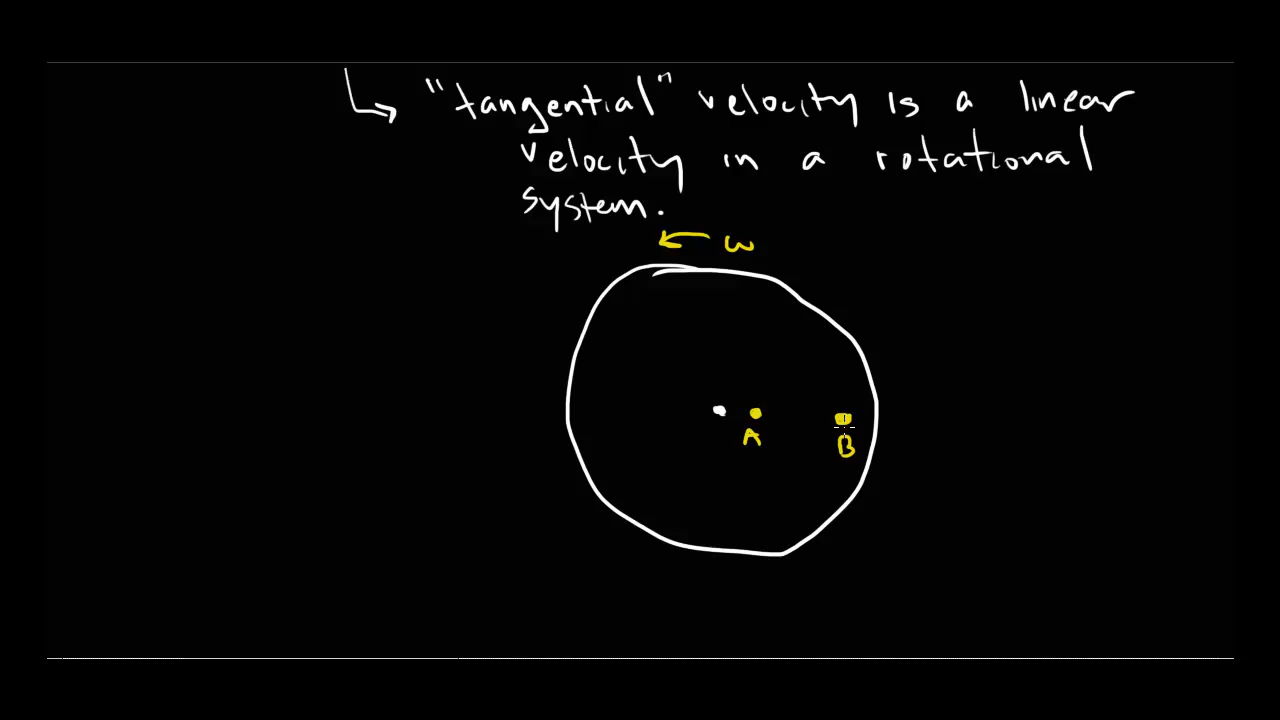 "tangential" velocity is a linear
velocity in a rotational
system.
ω
A
B